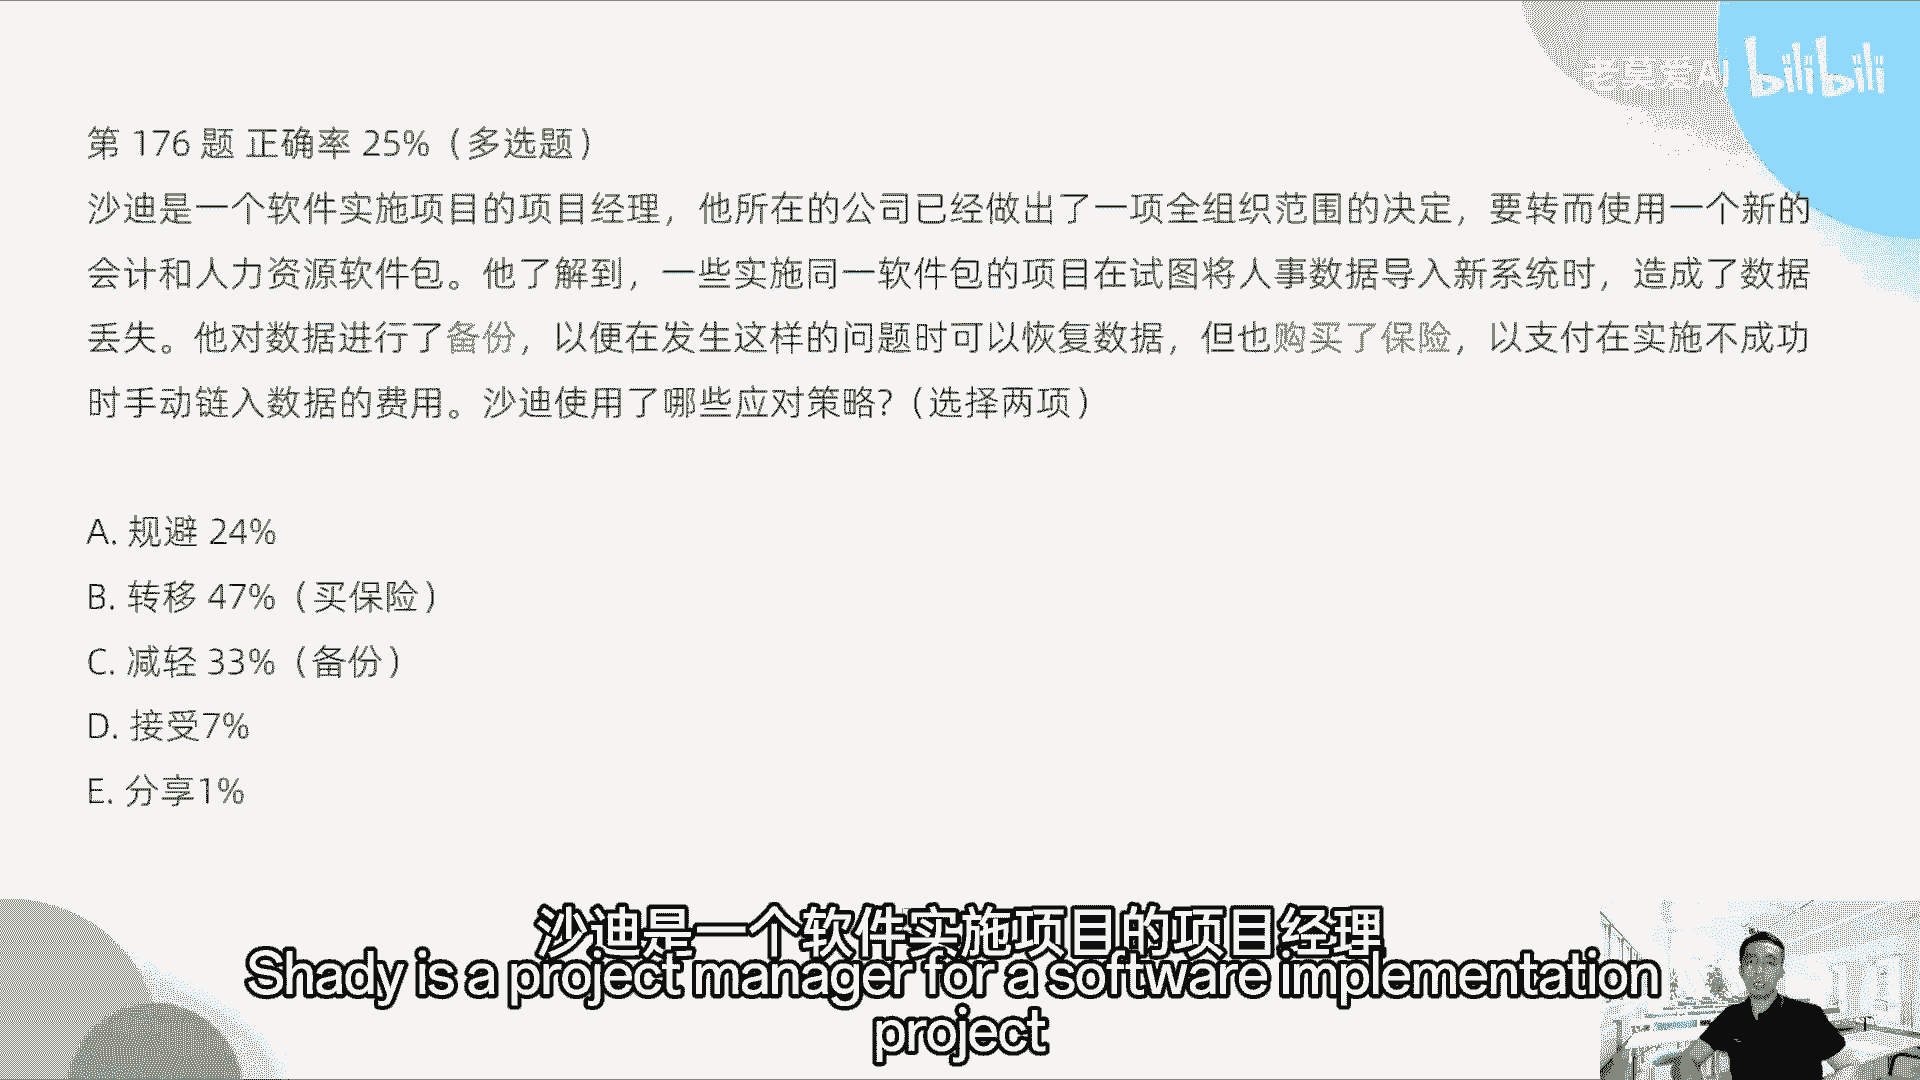 老莫爱AI bilibili
第 176 题 正确率 25%（多选题）
沙迪是一个软件实施项目的项目经理，他所在的公司已经做出了一项全组织范围的决定，要转而使用一个新的
会计和人力资源软件包。他了解到，一些实施同一软件包的项目在试图将人事数据导入新系统时，造成了数据
丢失。他对数据进行了备份，以便在发生这样的问题时可以恢复数据，但也购买了保险，以支付在实施不成功
时手动链入数据的费用。沙迪使用了哪些应对策略?（选择两项）
A. 规避 24%
B. 转移 47%（买保险）
C. 减轻 33%（备份）
D. 接受7%
E. 分享1%
沙迪是一个软件实施项目的项目经理
Shady is a project manager for a software implementation
project